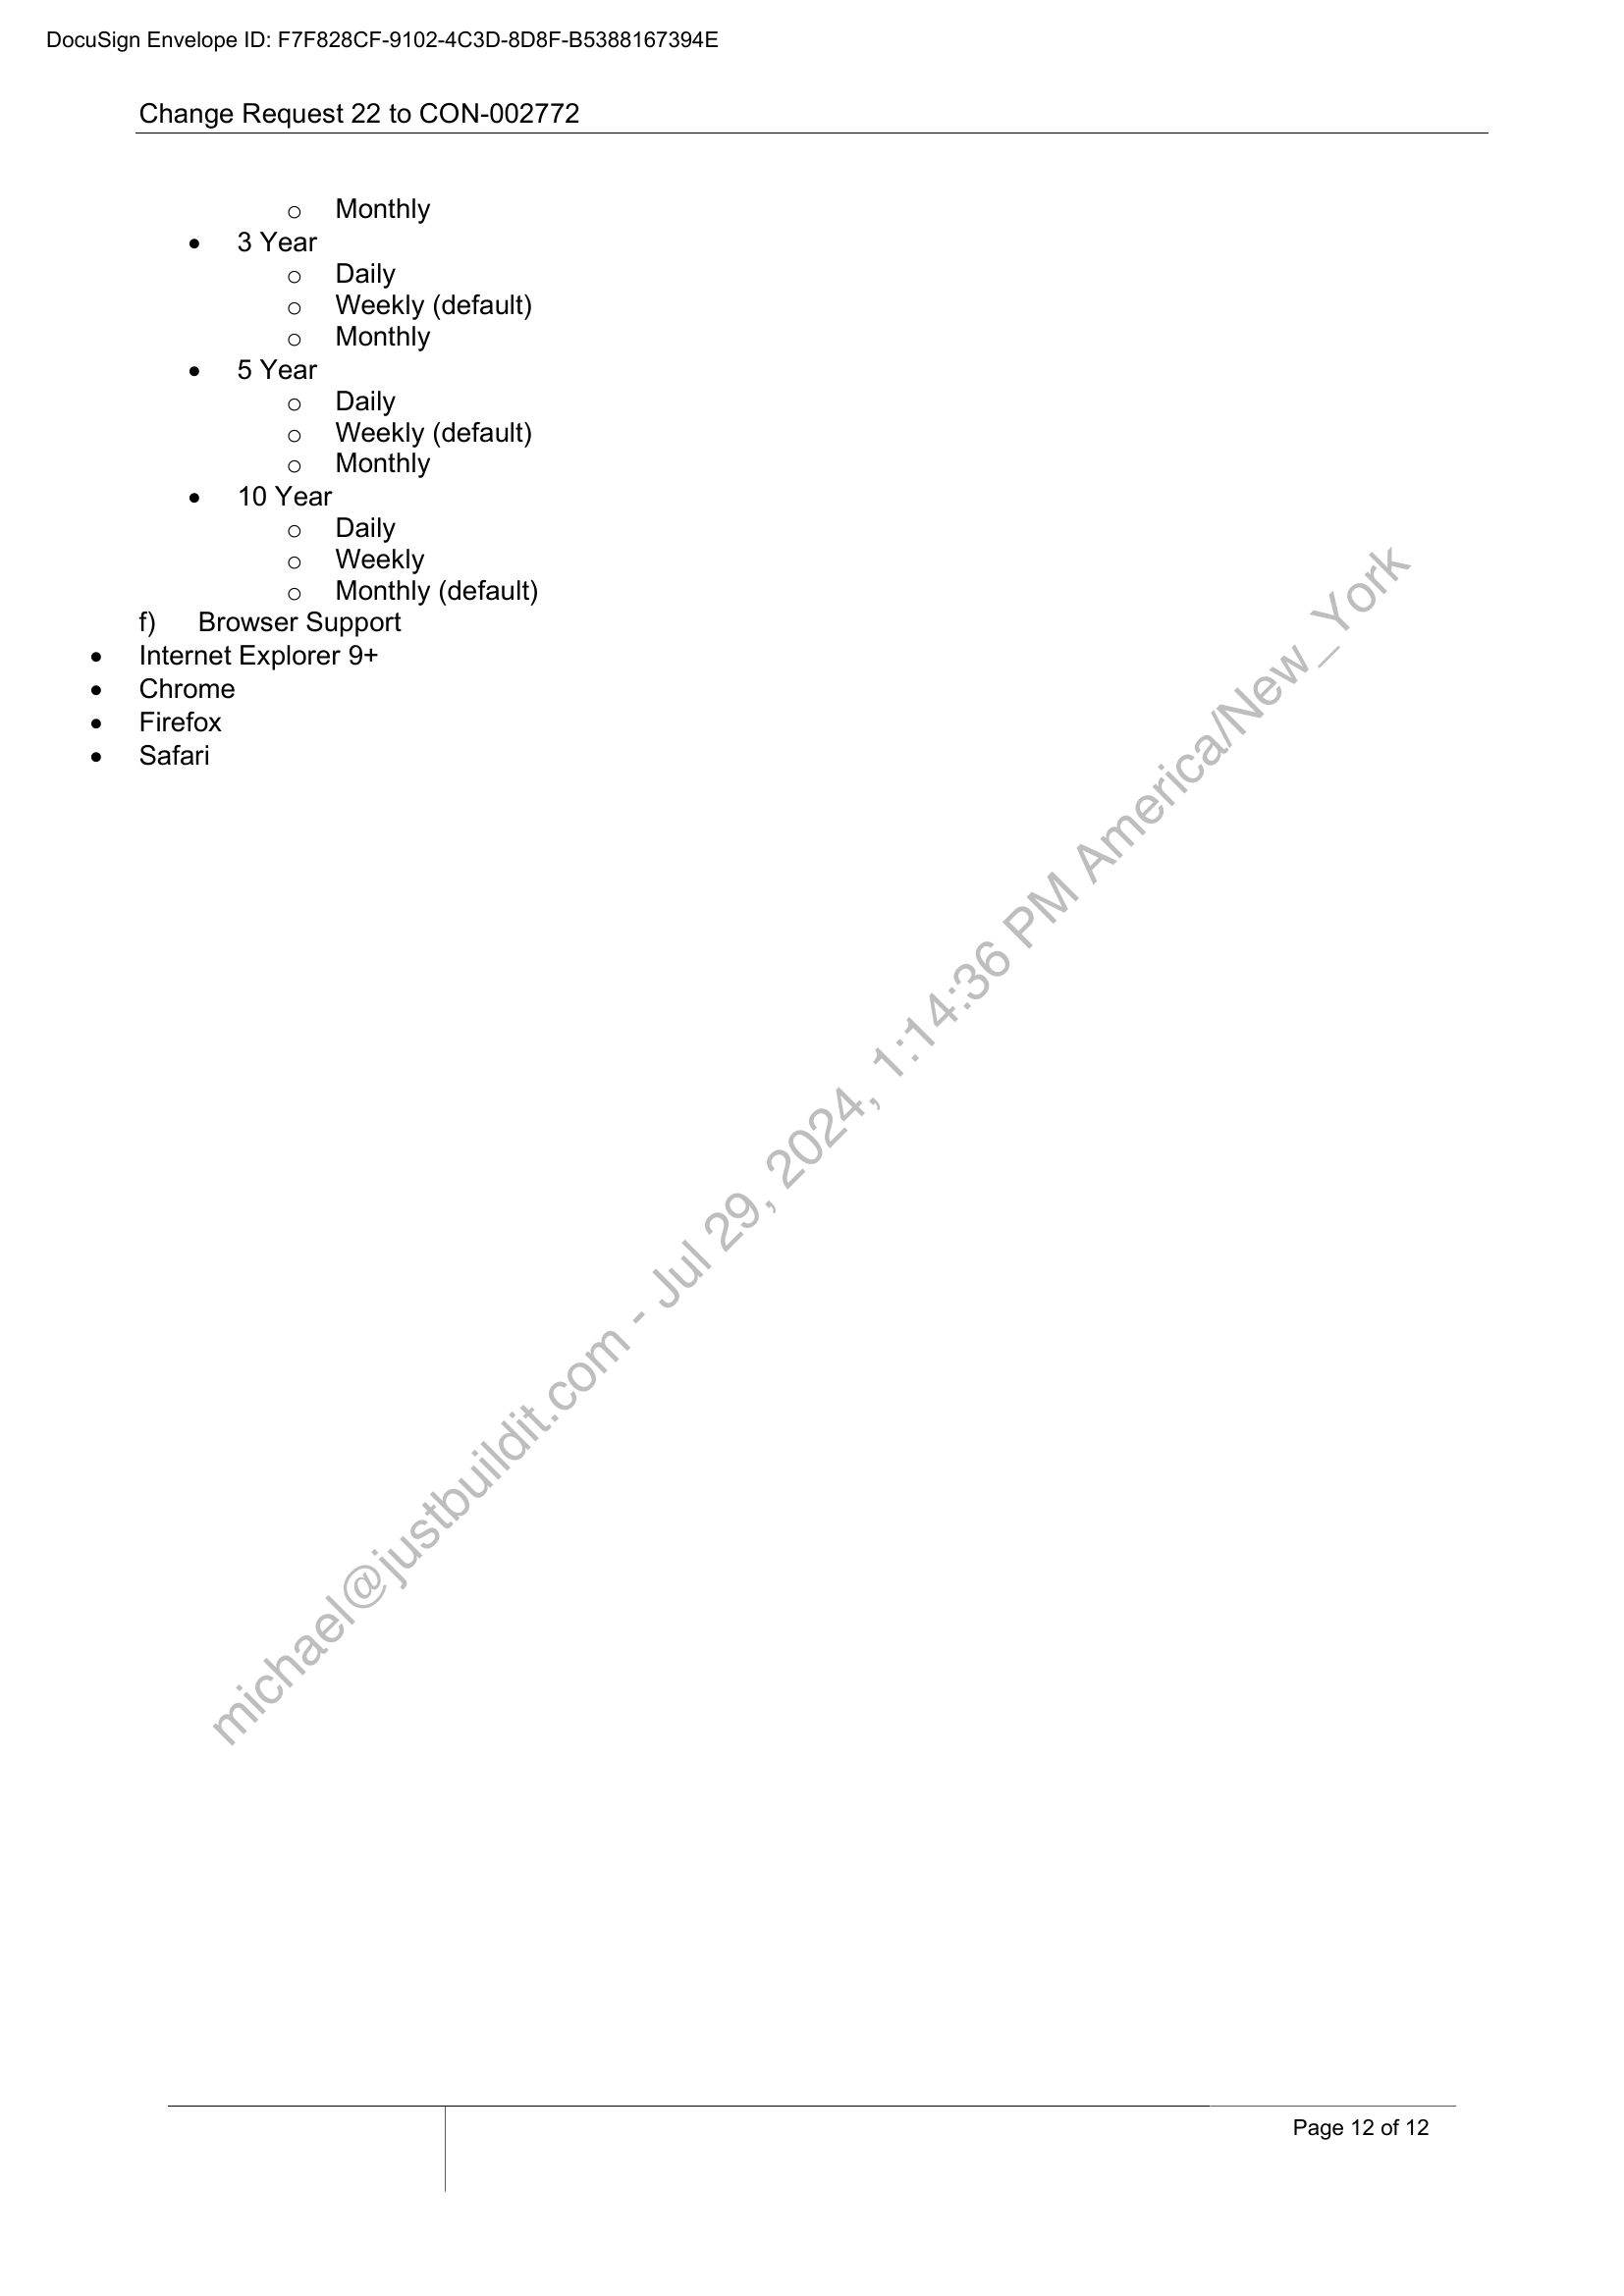 DocuSign Envelope ID: F7F828CF-9102-4C3D-8D8F-B5388167394E
Change Request 22 to CON-002772
o Monthly
• 3 Year
o Daily
o Weekly (default)
o Monthly
• 5 Year
o Daily
o Weekly (default)
o Monthly
• 10 Year
o Daily
o Weekly
o Monthly (default)
f) Browser Support
• Internet Explorer 9+
• Chrome
• Firefox
• Safari
michael@justbuildit.com - Jul 29, 2024, 1:14:36 PM America/New_York
Page 12 of 12